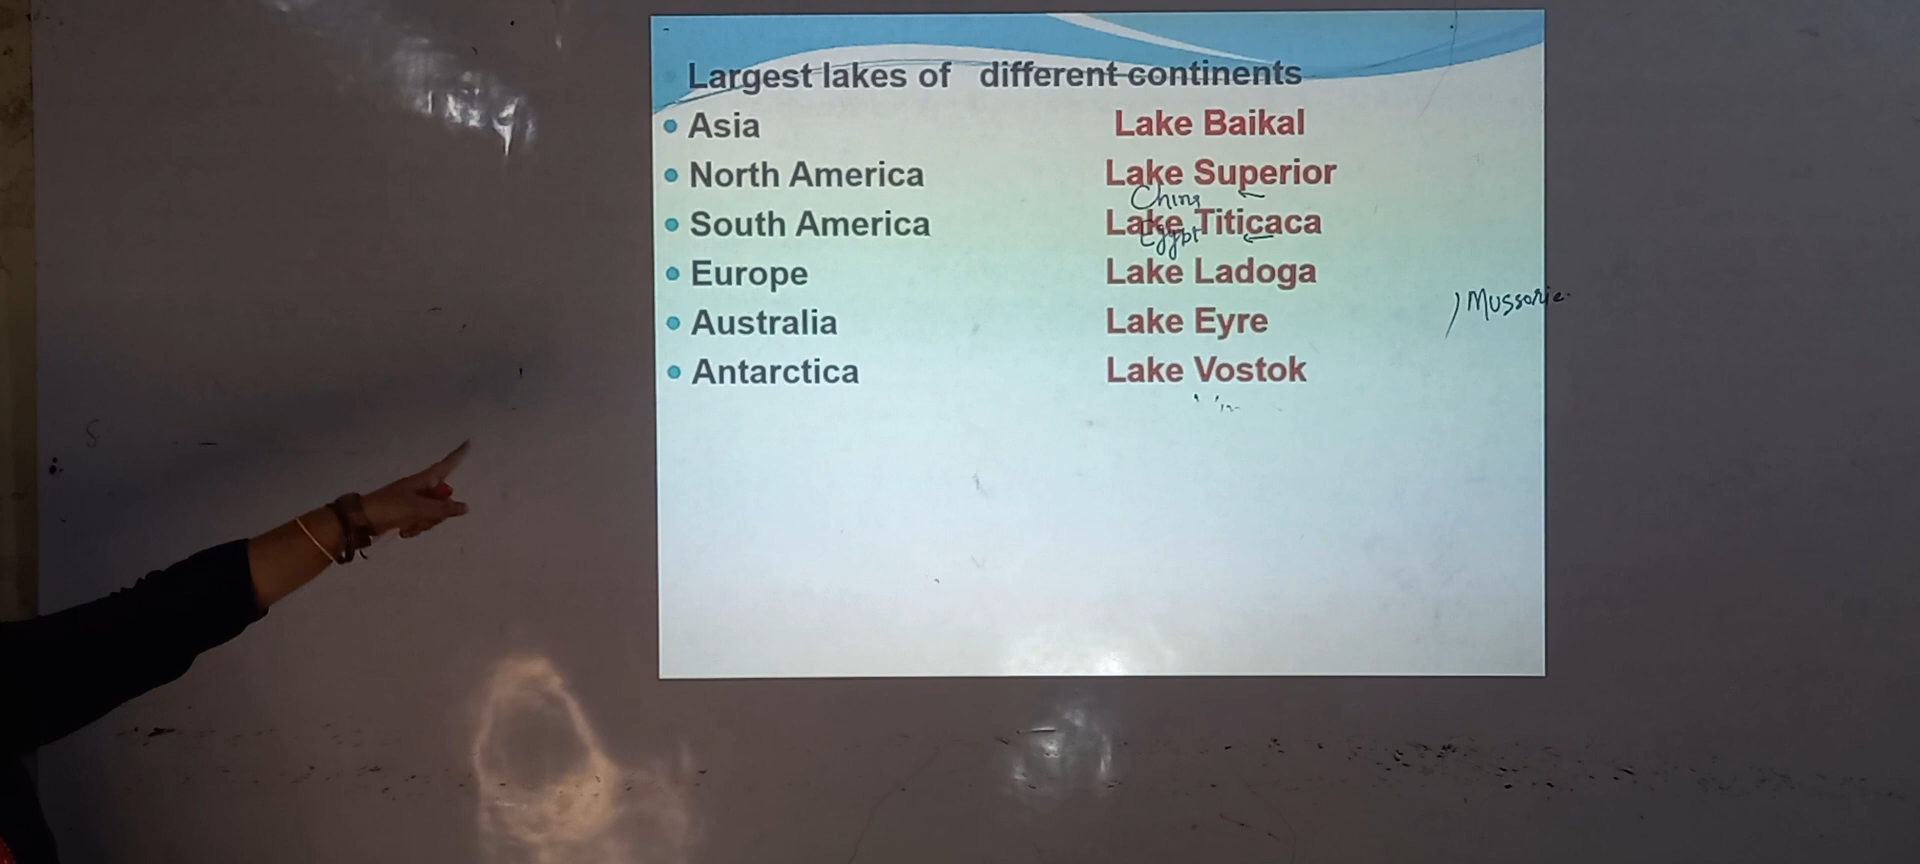 Largest lakes of different continents
• Asia Lake Baikal
• North America Lake Superior
China
• South America Lake Titicaca
Egypt
• Europe Lake Ladoga
) Mussorie.
• Australia Lake Eyre
• Antarctica Lake Vostok